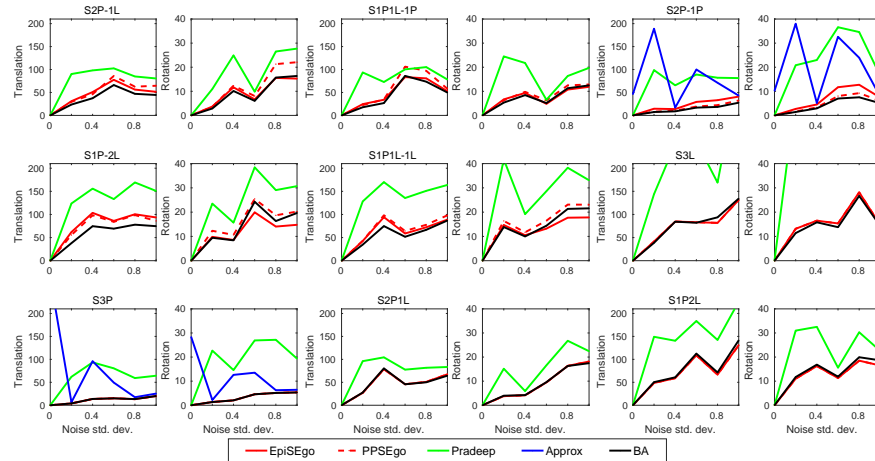 S2P-1L S1P1L-1P S2P-1P
Translation Rotation Translation Rotation Translation Rotation
200 150 100 50 0 40 30 20 10 0 200 150 100 50 0 40 30 20 10 0 200 150 100 50 0 40 30 20 10 0
0 0.4 0.8 0 0.4 0.8 0 0.4 0.8 0 0.4 0.8 0 0.4 0.8 0 0.4 0.8
S1P-2L S1P1L-1L S3L
Translation Rotation Translation Rotation Translation Rotation
200 150 100 50 0 40 30 20 10 0 200 150 100 50 0 40 30 20 10 0 200 150 100 50 0 40 30 20 10 0
0 0.4 0.8 0 0.4 0.8 0 0.4 0.8 0 0.4 0.8 0 0.4 0.8 0 0.4 0.8
S3P S2P1L S1P2L
Translation Rotation Translation Rotation Translation Rotation
200 150 100 50 0 40 30 20 10 0 200 150 100 50 0 40 30 20 10 0 200 150 100 50 0 40 30 20 10 0
0 0.4 0.8 0 0.4 0.8 0 0.4 0.8 0 0.4 0.8 0 0.4 0.8 0 0.4 0.8
Noise std. dev. Noise std. dev. Noise std. dev. Noise std. dev. Noise std. dev. Noise std. dev.
EpiSEgo PPSEgo Pradeep Approx BA